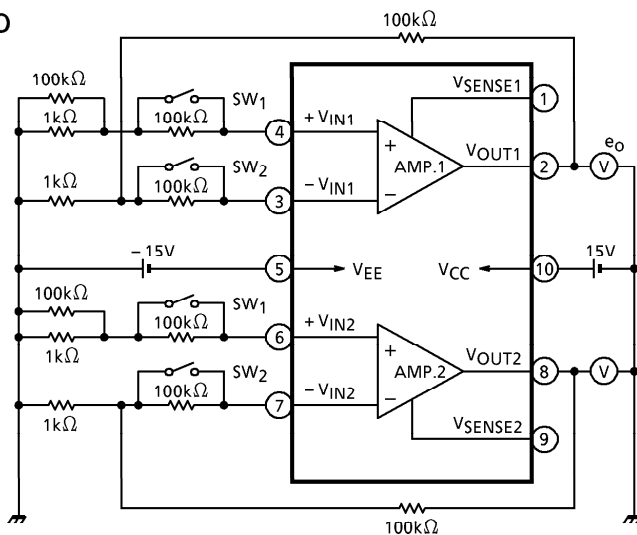 100kΩ
100kΩ
SW1
VSENSE1
1
1kΩ
100kΩ
4
+VIN1
eo
AMP.1
VOUT1
2
V
1kΩ
SW2
100kΩ
3
−VIN1
−15V
5
VEE
VCC
10
15V
100kΩ
SW1
1kΩ
100kΩ
6
+VIN2
AMP.2
VOUT2
8
V
SW2
1kΩ
100kΩ
7
−VIN2
VSENSE2
9
100kΩ